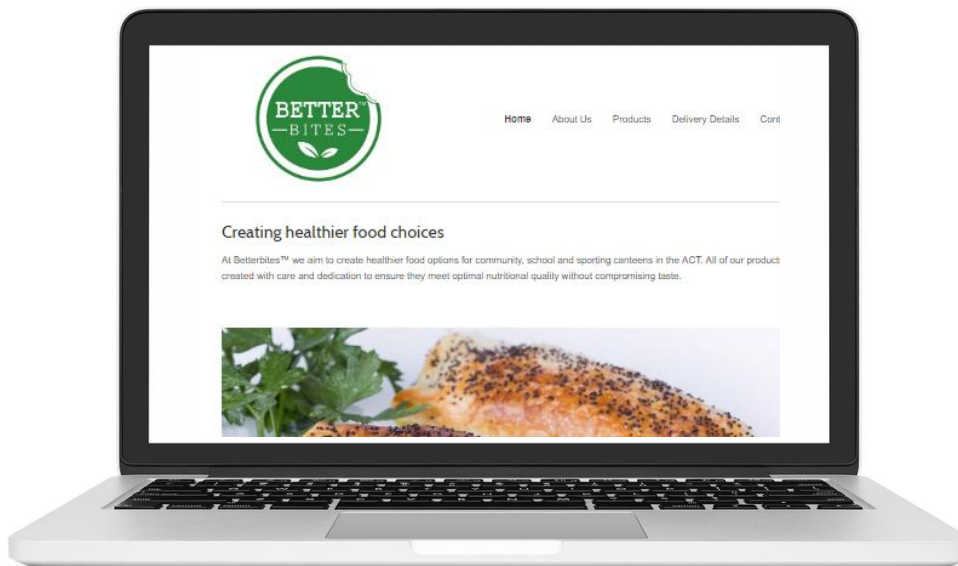 BETTER™
BITES
Home About Us Products Delivery Details Cont
Creating healthier food choices
At Betterbites™ we aim to create healthier food options for community, school and sporting canteens in the ACT. All of our product
created with care and dedication to ensure they meet optimal nutritional quality without compromising taste.